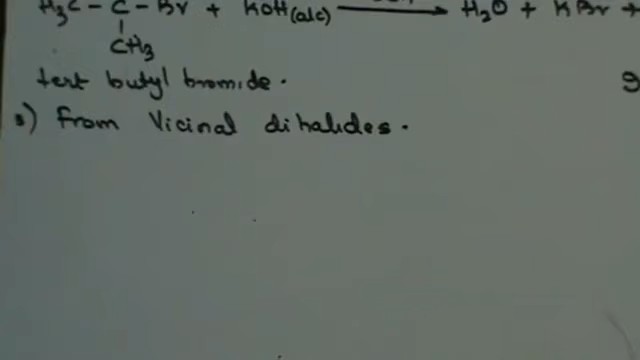 H₃C - C - Br + KOH(alc) ⟶ H₂O + KBr +
CH₃
tert butyl bromide.
3) From Vicinal dihalides.